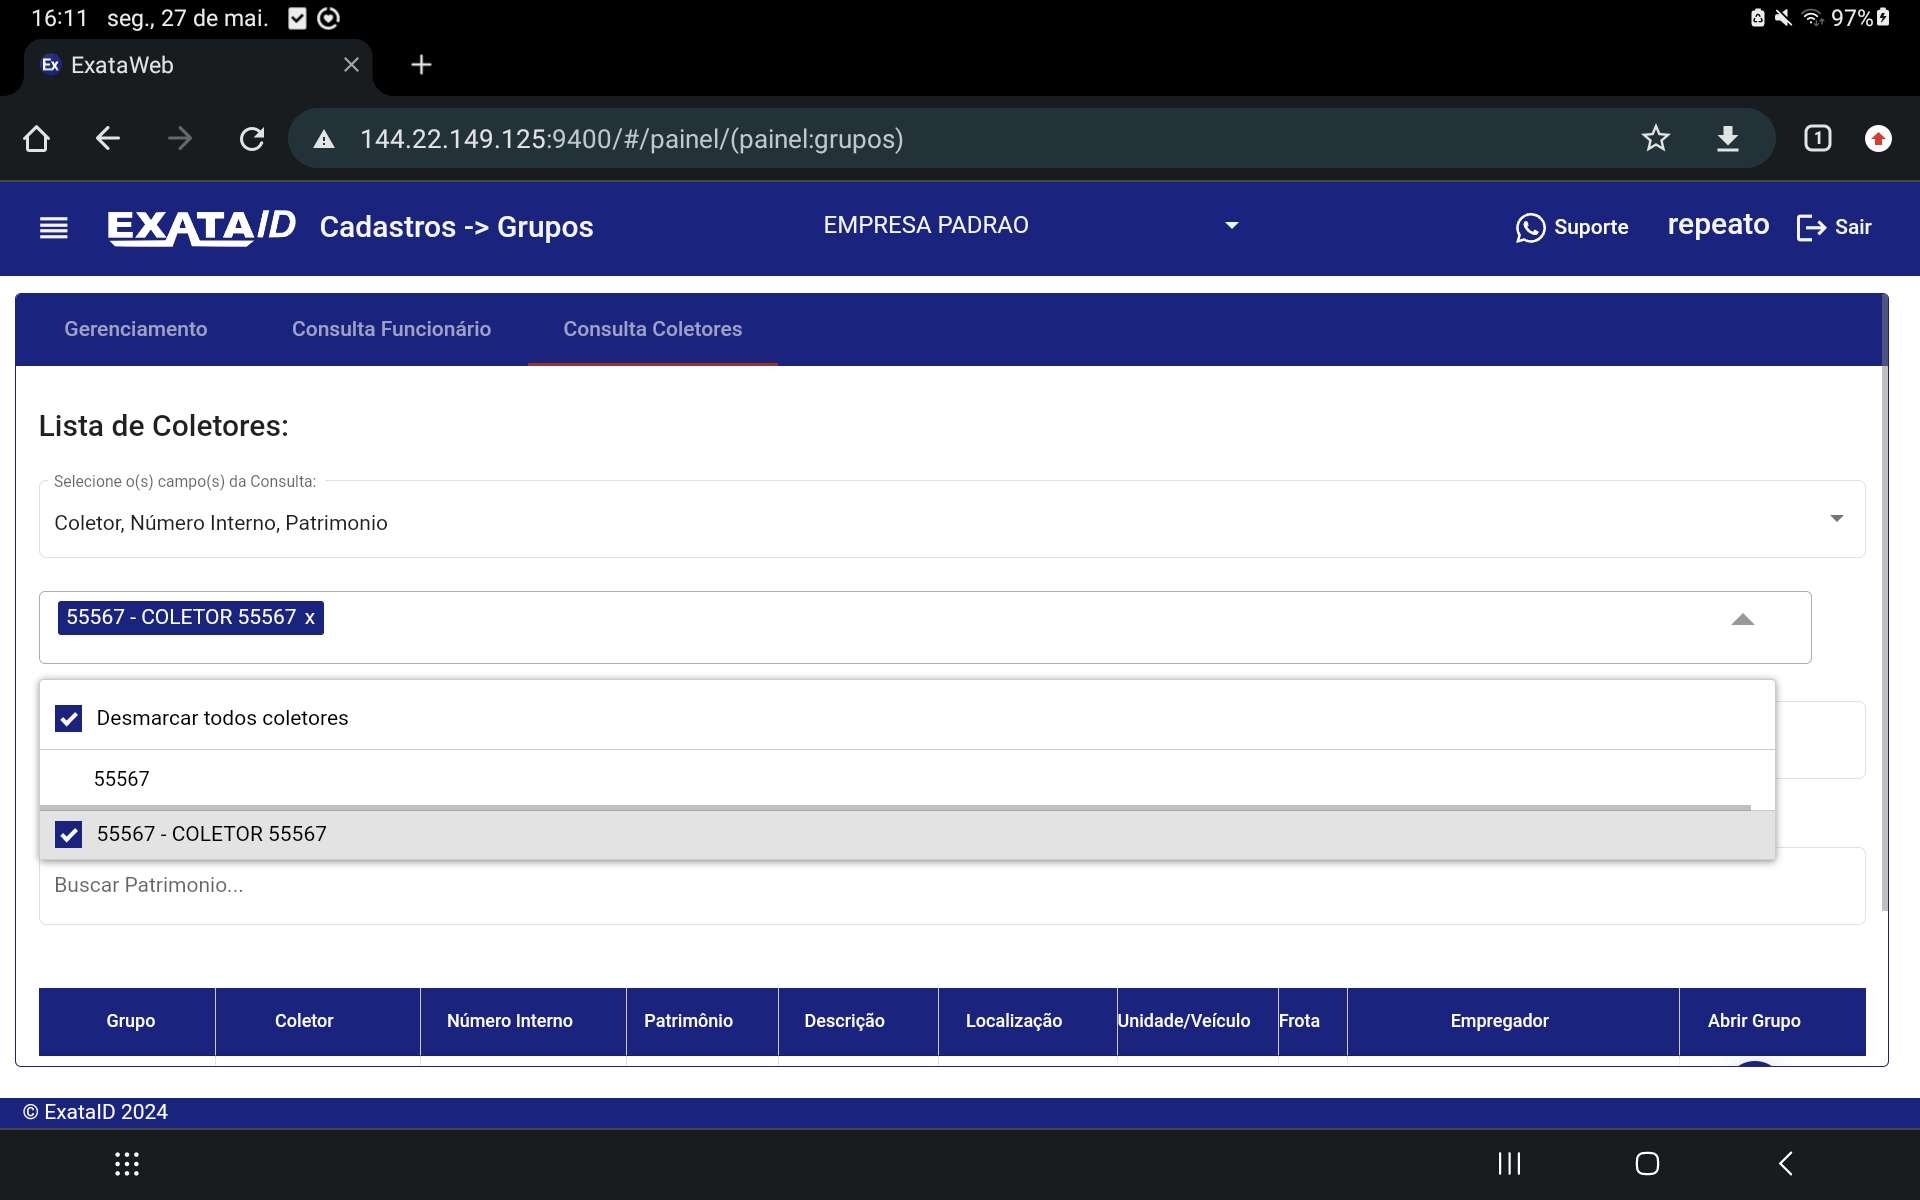 16:11 seg., 27 de mai.
97%
Ex ExataWeb
144.22.149.125:9400/#/painel/(painel:grupos)
1
EXATAID Cadastros -> Grupos
EMPRESA PADRAO
Suporte
repeato
Sair
Gerenciamento
Consulta Funcionário
Consulta Coletores
Lista de Coletores:
Selecione o(s) campo(s) da Consulta:
Coletor, Número Interno, Patrimonio
55567 - COLETOR 55567 x
Desmarcar todos coletores
55567
55567 - COLETOR 55567
Buscar Patrimonio...
Grupo Coletor Número Interno Patrimônio Descrição Localização Unidade/Veículo Frota Empregador Abrir Grupo
© ExataID 2024